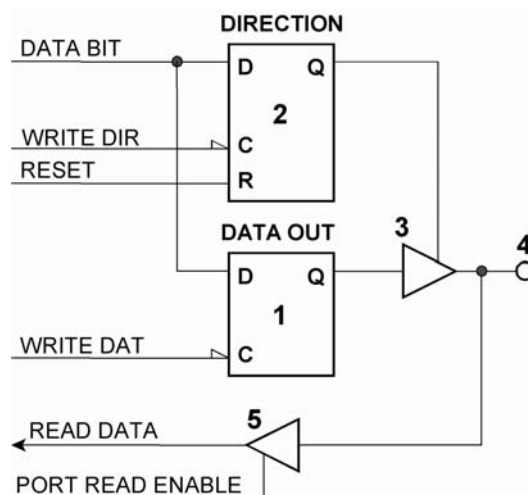 DIRECTION
DATA BIT
D Q
2
WRITE DIR
C
RESET
R
DATA OUT
3
4
D Q
1
WRITE DAT
C
5
READ DATA
PORT READ ENABLE